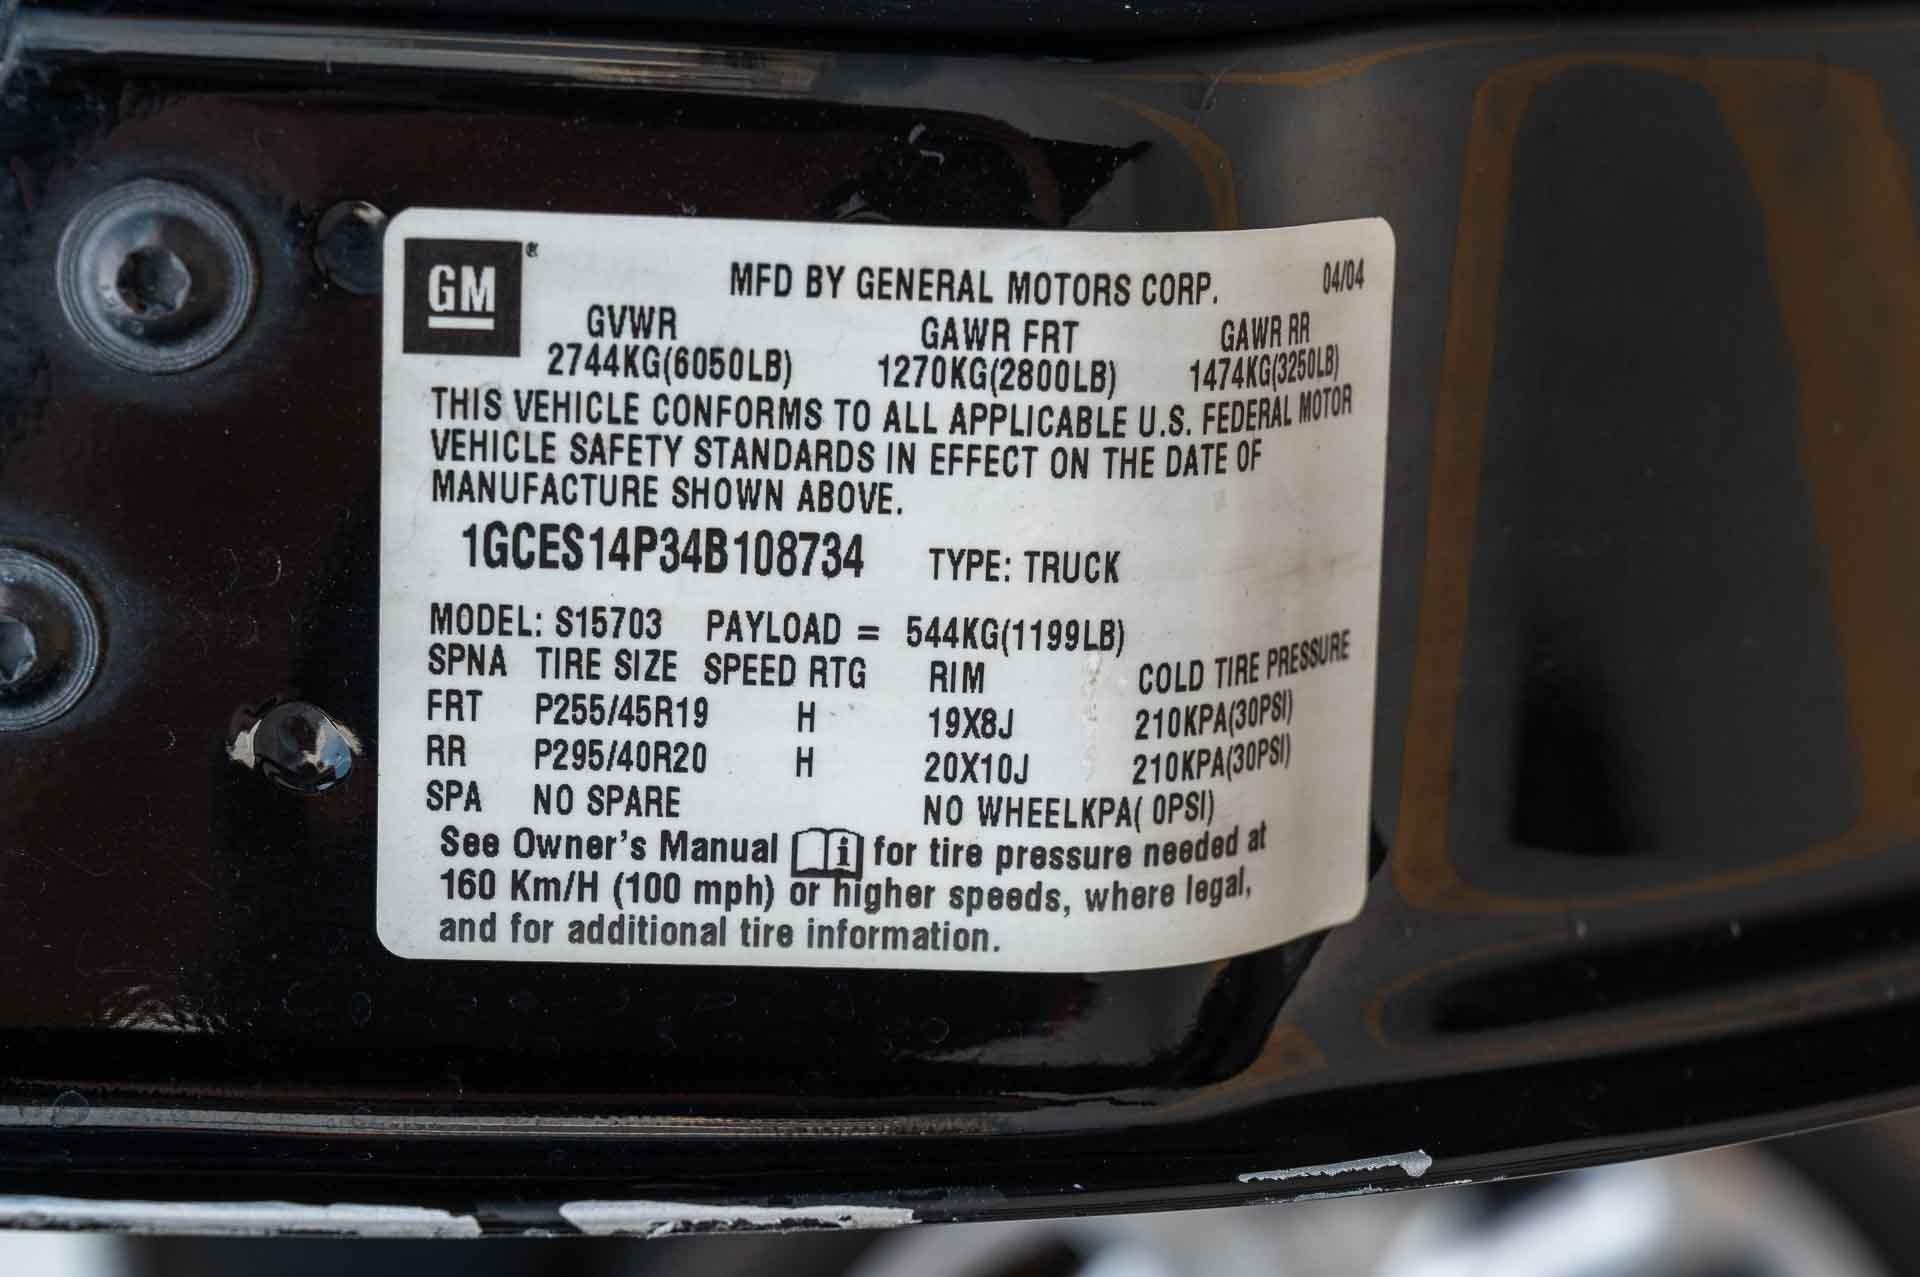 GM ®
MFD BY GENERAL MOTORS CORP. 04/04
GVWR GAWR FRT GAWR RR
2744KG(6050LB) 1270KG(2800LB) 1474KG(3250LB)
THIS VEHICLE CONFORMS TO ALL APPLICABLE U.S. FEDERAL MOTOR
VEHICLE SAFETY STANDARDS IN EFFECT ON THE DATE OF
MANUFACTURE SHOWN ABOVE.
1GCES14P34B108734 TYPE: TRUCK
MODEL: S15703 PAYLOAD = 544KG(1199LB)
SPNA TIRE SIZE SPEED RTG RIM COLD TIRE PRESSURE
FRT P255/45R19 H 19X8J 210KPA(30PSI)
RR P295/40R20 H 20X10J 210KPA(30PSI)
SPA NO SPARE NO WHEELKPA( 0PSI)
See Owner's Manual i for tire pressure needed at
160 Km/H (100 mph) or higher speeds, where legal,
and for additional tire information.